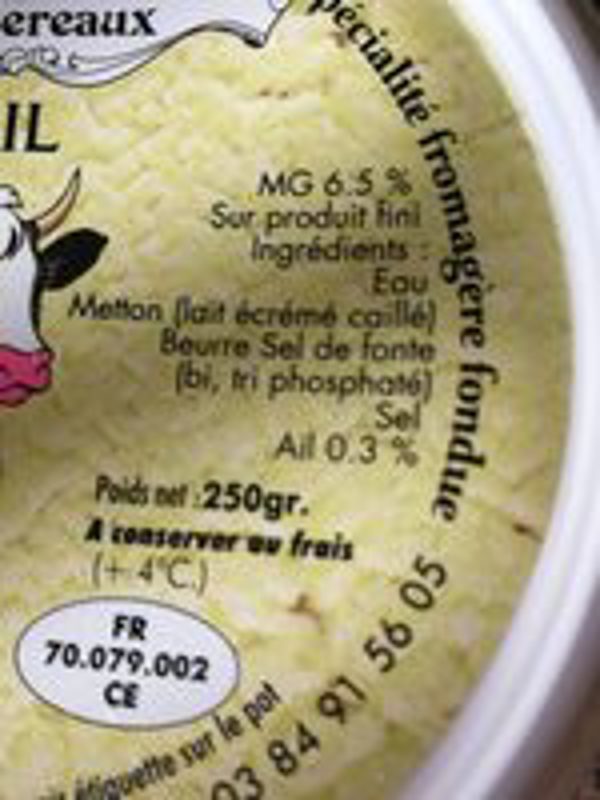 ereaux
IL
pécialité fromagère fondue
MG 6.5 %
Sur produit fini
Ingrédients :
Eau
Metton (lait écrémé caillé)
Beurre Sel de fonte
(bi, tri phosphaté)
Sel
Ail 0.3 %
Poids net : 250gr.
A conserver au frais
(+ 4°C.)
FR
70.079.002
CE
étiquette sur le pot
03 84 91 56 05